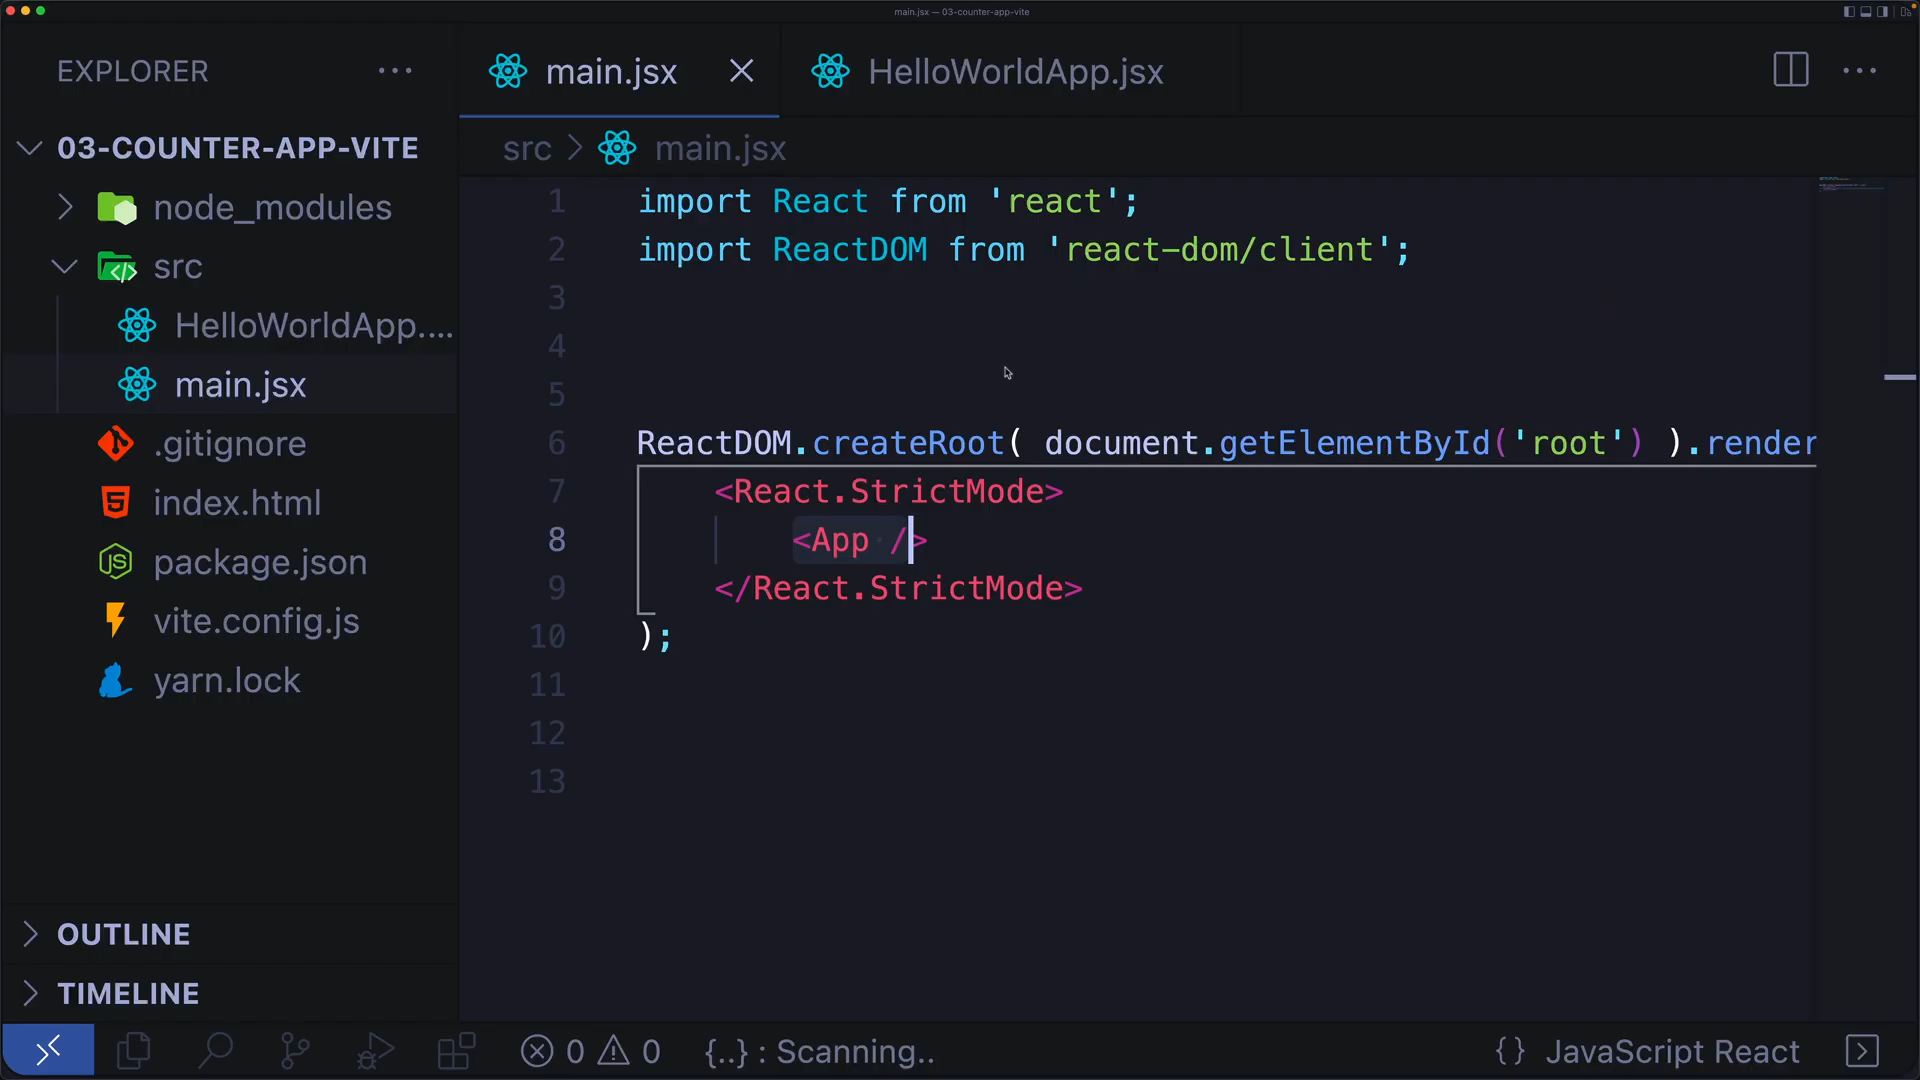 main.jsx — 03-counter-app-vite
EXPLORER
main.jsx
HelloWorldApp.jsx
03-COUNTER-APP-VITE
node_modules
src
HelloWorldApp....
main.jsx
.gitignore
index.html
package.json
vite.config.js
yarn.lock
OUTLINE
TIMELINE
src > main.jsx
1 import React from 'react';
2 import ReactDOM from 'react-dom/client';
3
4
5
6 ReactDOM.createRoot( document.getElementById('root') ).render
7 <React.StrictMode>
8 <App />
9 </React.StrictMode>
10 );
11
12
13
0 0 {..} : Scanning..
{} JavaScript React